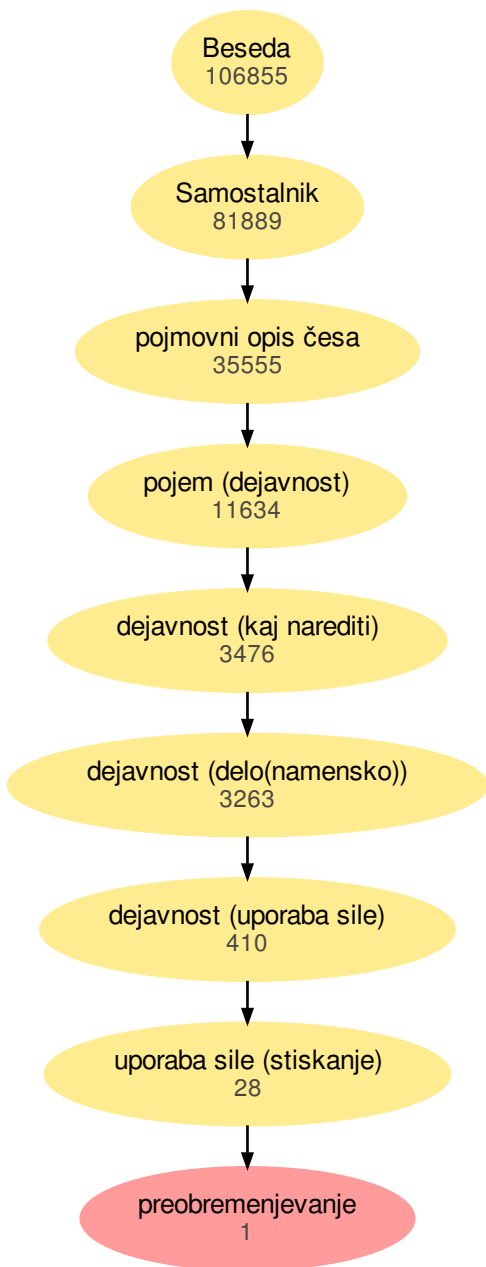 Beseda
106855
Samostalnik
81889
pojmovni opis česa
35555
pojem (dejavnost)
11634
dejavnost (kaj narediti)
3476
dejavnost (delo(namensko))
3263
dejavnost (uporaba sile)
410
uporaba sile (stiskanje)
28
preobremenjevanje
1